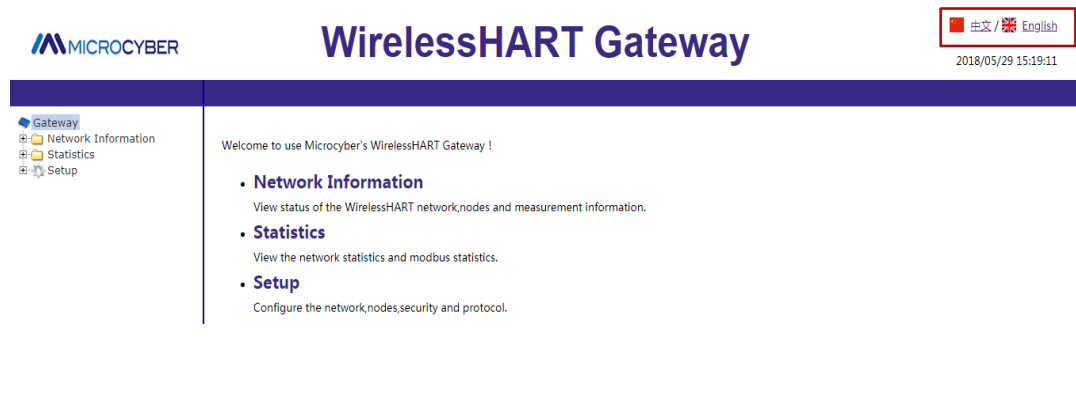 MICROCYBER
WirelessHART Gateway
中文 / English
2018/05/29 15:19:11
Gateway
Network Information
Statistics
Setup
Welcome to use Microcyber's WirelessHART Gateway !
• Network Information
View status of the WirelessHART network,nodes and measurement information.
• Statistics
View the network statistics and modbus statistics.
• Setup
Configure the network,nodes,security and protocol.